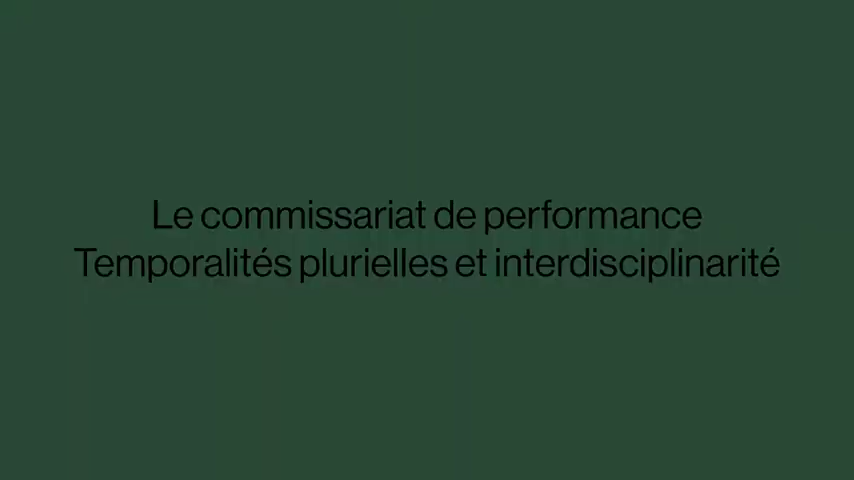 Le commissariat de performance
Temporalités plurielles et interdisciplinarité